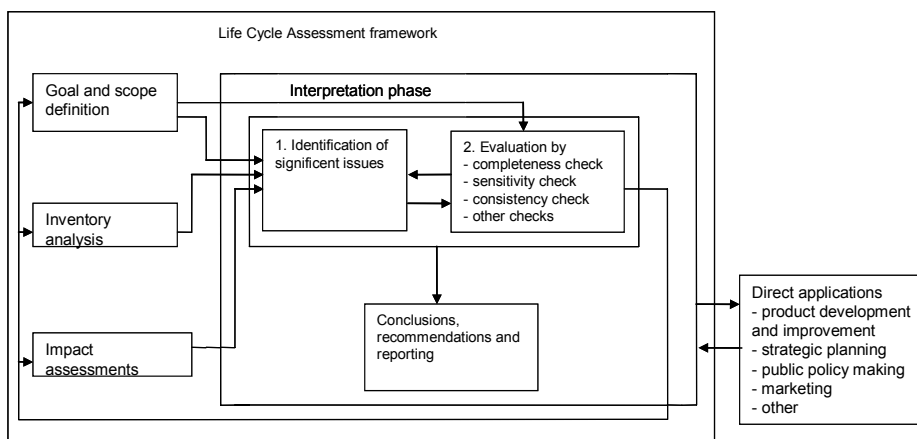 Life Cycle Assessment framework
Goal and scope
definition
Interpretation phase
1. Identification of
significent issues
2. Evaluation by
- completeness check
- sensitivity check
- consistency check
- other checks
Inventory
analysis
Conclusions,
recommendations and
reporting
Impact
assessments
Direct applications
- product development
and improvement
- strategic planning
- public policy making
- marketing
- other